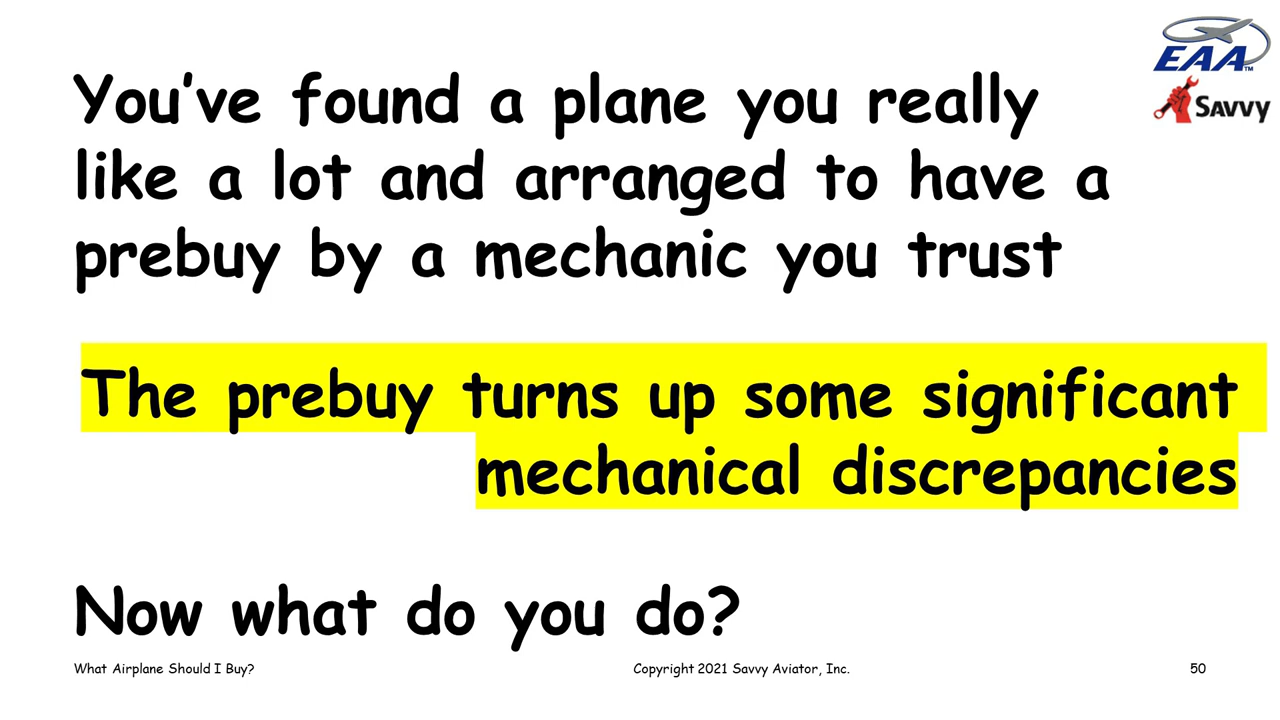 EAA™
Savvy
You’ve found a plane you really
like a lot and arranged to have a
prebuy by a mechanic you trust
The prebuy turns up some significant
mechanical discrepancies
Now what do you do?
What Airplane Should I Buy?
Copyright 2021 Savvy Aviator, Inc.
50